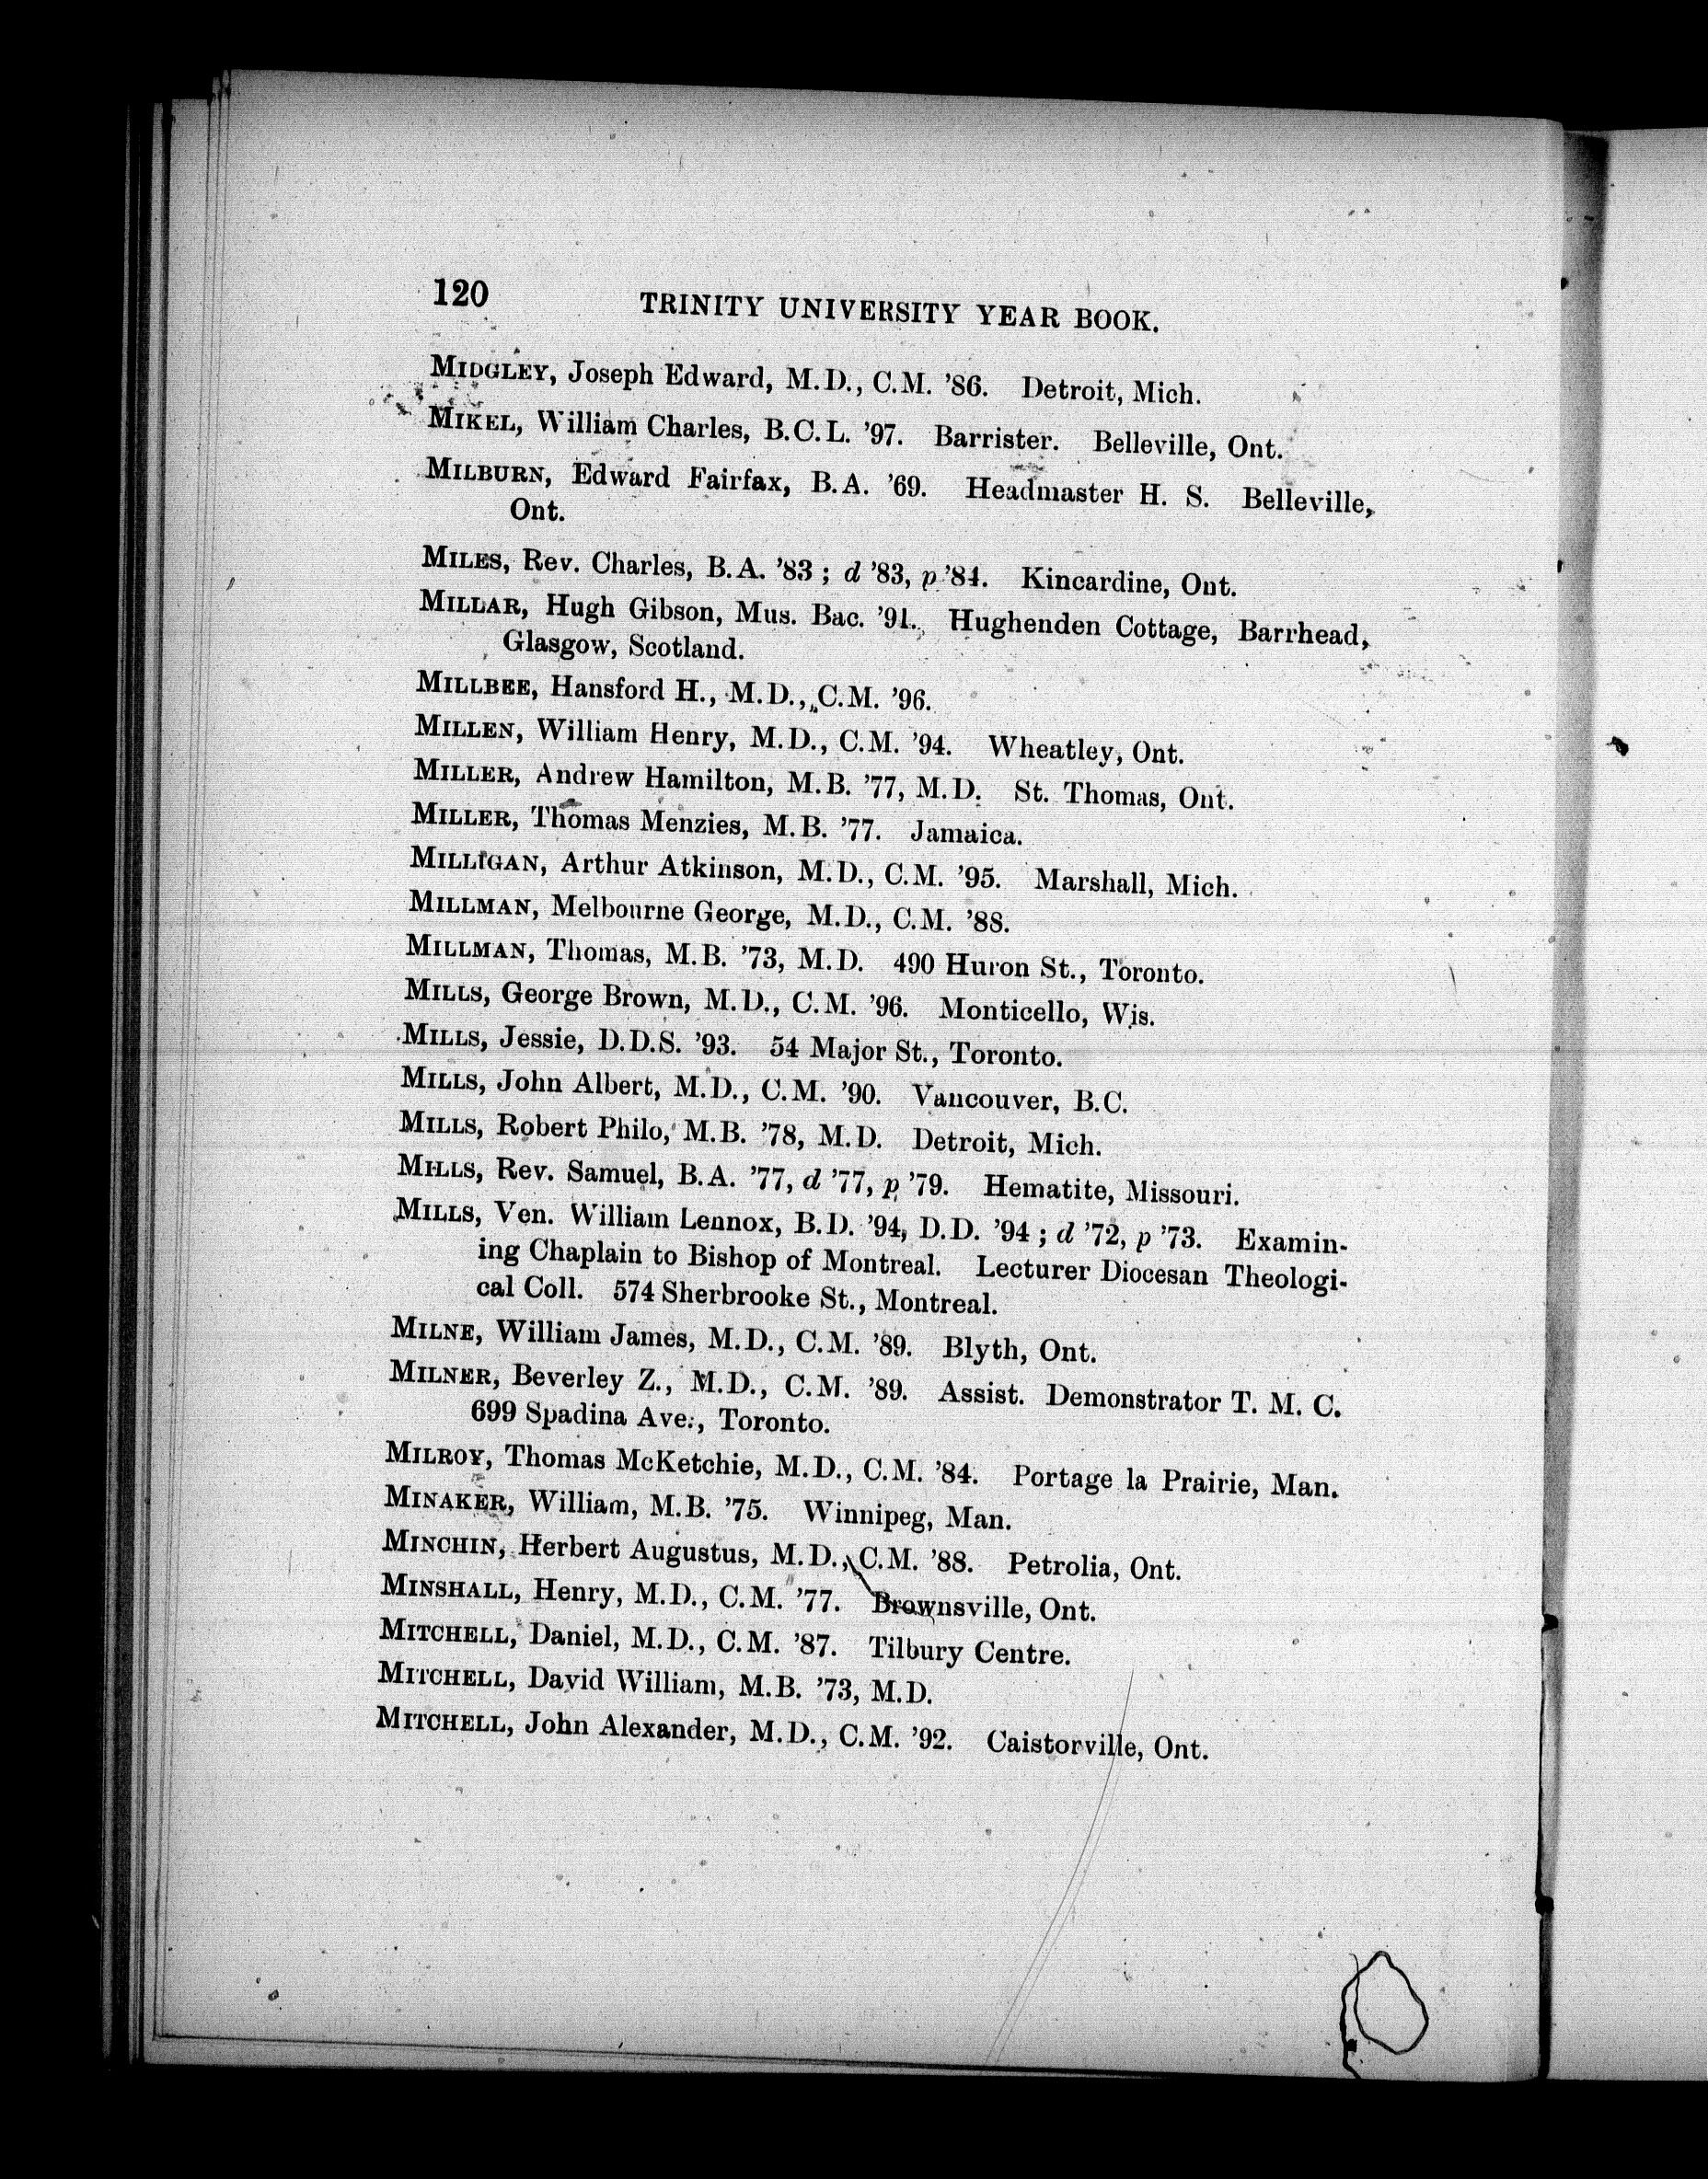 120 TRINITY UNIVERSITY YEAR BOOK.
MIDGLEY, Joseph Edward, M.D., C.M. '86. Detroit, Mich.
MIKEL, William Charles, B.C.L. '97. Barrister. Belleville, Ont.
MILBURN, Edward Fairfax, B.A. '69. Headmaster H. S. Belleville,
Ont.
MILES, Rev. Charles, B.A. '83 ; d '83, p '84. Kincardine, Ont.
MILLAR, Hugh Gibson, Mus. Bac. '91. Hughenden Cottage, Barrhead,
Glasgow, Scotland.
MILLBEE, Hansford H., M.D., C.M. '96.
MILLEN, William Henry, M.D., C.M. '94. Wheatley, Ont.
MILLER, Andrew Hamilton, M.B. '77, M.D. St. Thomas, Ont.
MILLER, Thomas Menzies, M.B. '77. Jamaica.
MILLIGAN, Arthur Atkinson, M.D., C.M. '95. Marshall, Mich.
MILLMAN, Melbourne George, M.D., C.M. '88.
MILLMAN, Thomas, M.B. '73, M.D. 490 Huron St., Toronto.
MILLS, George Brown, M.D., C.M. '96. Monticello, Wis.
MILLS, Jessie, D.D.S. '93. 54 Major St., Toronto.
MILLS, John Albert, M.D., C.M. '90. Vancouver, B.C.
MILLS, Robert Philo, M.B. '78, M.D. Detroit, Mich.
MILLS, Rev. Samuel, B.A. '77, d '77, p '79. Hematite, Missouri.
MILLS, Ven. William Lennox, B.D. '94, D.D. '94 ; d '72, p '73. Examin-
ing Chaplain to Bishop of Montreal. Lecturer Diocesan Theologi-
cal Coll. 574 Sherbrooke St., Montreal.
MILNE, William James, M.D., C.M. '89. Blyth, Ont.
MILNER, Beverley Z., M.D., C.M. '89. Assist. Demonstrator T. M. C.
699 Spadina Ave., Toronto.
MILROY, Thomas McKetchie, M.D., C.M. '84. Portage la Prairie, Man.
MINAKER, William, M.B. '75. Winnipeg, Man.
MINCHIN, Herbert Augustus, M.D., C.M. '88. Petrolia, Ont.
MINSHALL, Henry, M.D., C.M. '77. Brownsville, Ont.
MITCHELL, Daniel, M.D., C.M. '87. Tilbury Centre.
MITCHELL, David William, M.B. '73, M.D.
MITCHELL, John Alexander, M.D., C.M. '92. Caistorville, Ont.